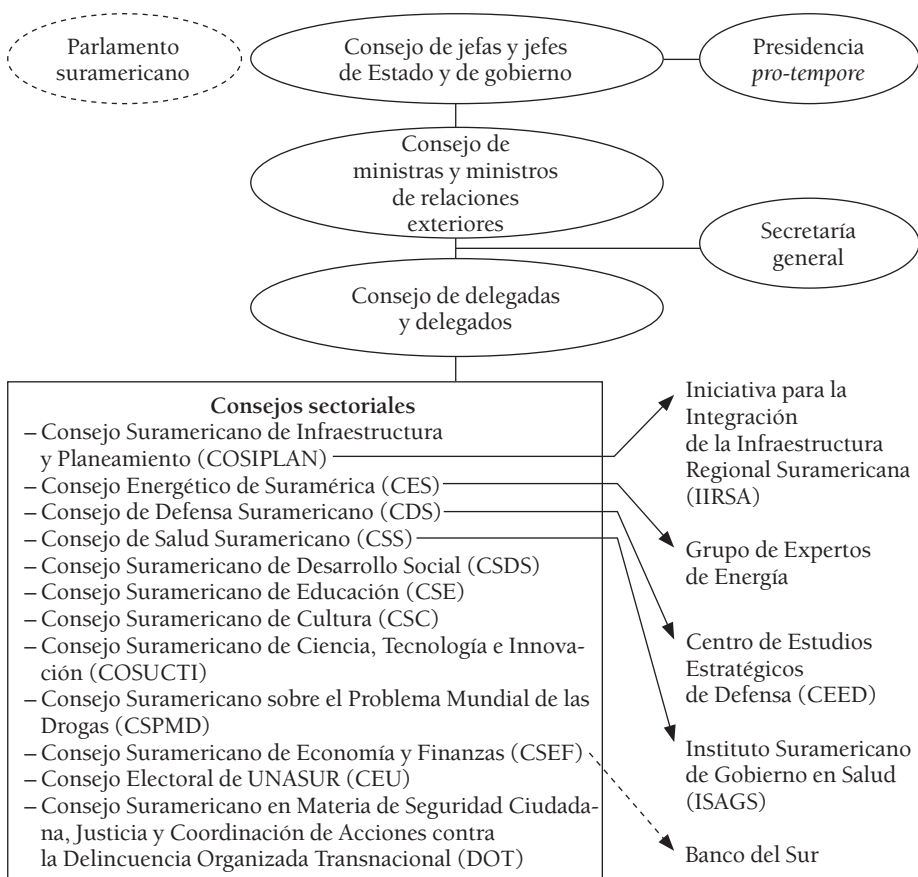 Parlamento
suramericano
Consejo de jefas y jefes
de Estado y de gobierno
Presidencia
pro-tempore
Consejo de
ministras y ministros
de relaciones
exteriores
Secretaría
general
Consejo de delegadas
y delegados
Consejos sectoriales
– Consejo Suramericano de Infraestructura
y Planeamiento (COSIPLAN)
– Consejo Energético de Suramérica (CES)
– Consejo de Defensa Suramericano (CDS)
– Consejo de Salud Suramericano (CSS)
– Consejo Suramericano de Desarrollo Social (CSDS)
– Consejo Suramericano de Educación (CSE)
– Consejo Suramericano de Cultura (CSC)
– Consejo Suramericano de Ciencia, Tecnología e Innova-
ción (COSUCTI)
– Consejo Suramericano sobre el Problema Mundial de las
Drogas (CSPMD)
– Consejo Suramericano de Economía y Finanzas (CSEF)
– Consejo Electoral de UNASUR (CEU)
– Consejo Suramericano en Materia de Seguridad Ciudada-
na, Justicia y Coordinación de Acciones contra
la Delincuencia Organizada Transnacional (DOT)
Iniciativa para la
Integración
de la Infraestructura
Regional Suramericana
(IIRSA)
Grupo de Expertos
de Energía
Centro de Estudios
Estratégicos
de Defensa (CEED)
Instituto Suramericano
de Gobierno en Salud
(ISAGS)
Banco del Sur